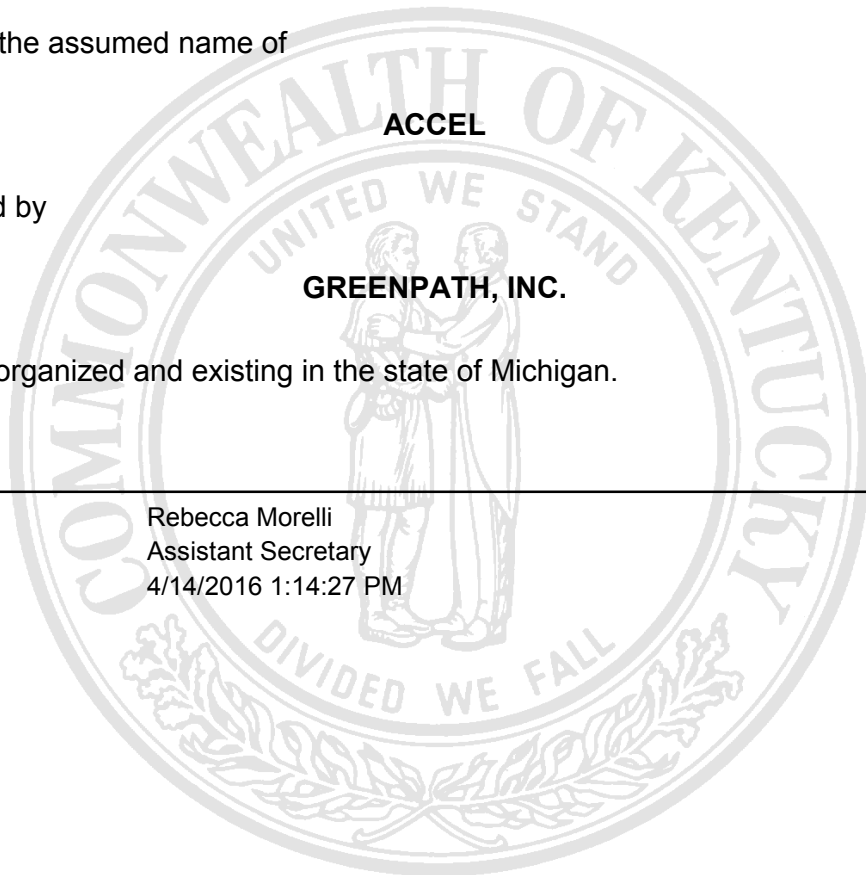 the assumed name of
ACCEL
d by
GREENPATH, INC.
organized and existing in the state of Michigan.
Rebecca Morelli
Assistant Secretary
4/14/2016 1:14:27 PM
COMMONWEALTH OF KENTUCKY
UNITED WE STAND
DIVIDED WE FALL